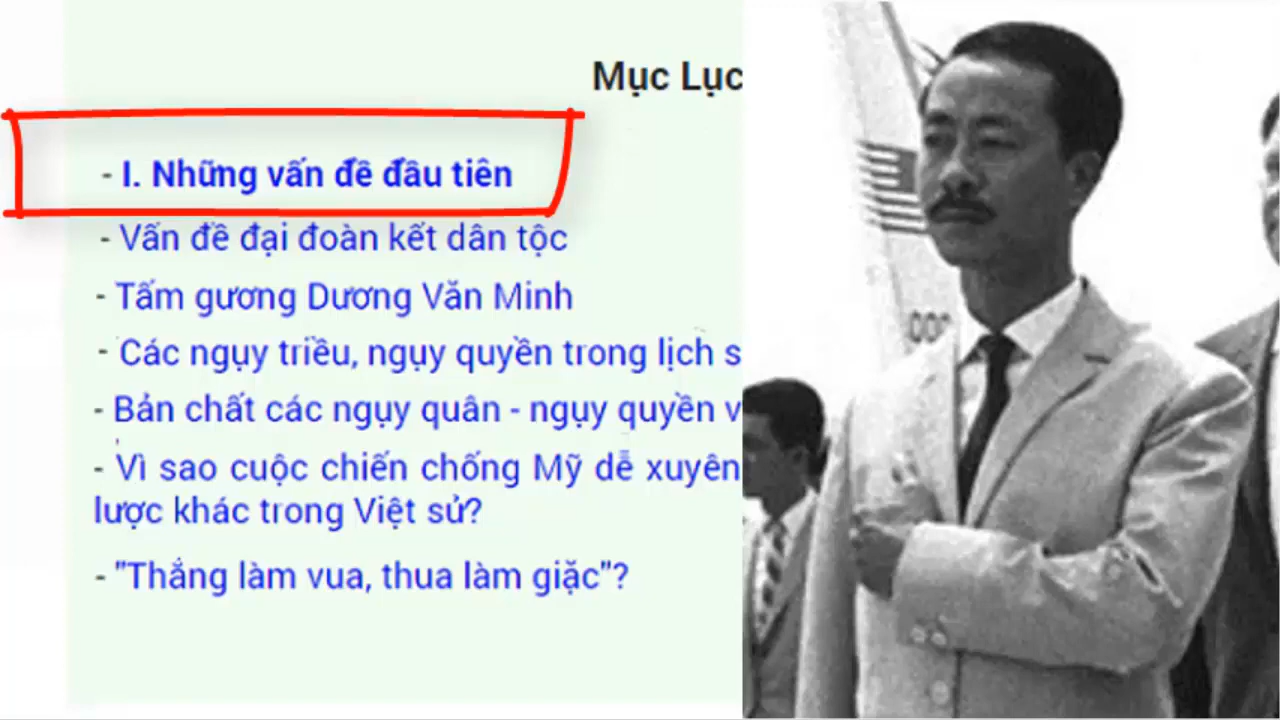 Mục Lục
- I. Những vấn đề đầu tiên
- Vấn đề đại đoàn kết dân tộc
- Tấm gương Dương Văn Minh
- Các ngụy triều, ngụy quyền trong lịch s
- Bản chất các ngụy quân - ngụy quyền v
- Vì sao cuộc chiến chống Mỹ dễ xuyên
lược khác trong Việt sử?
- "Thắng làm vua, thua làm giặc"?